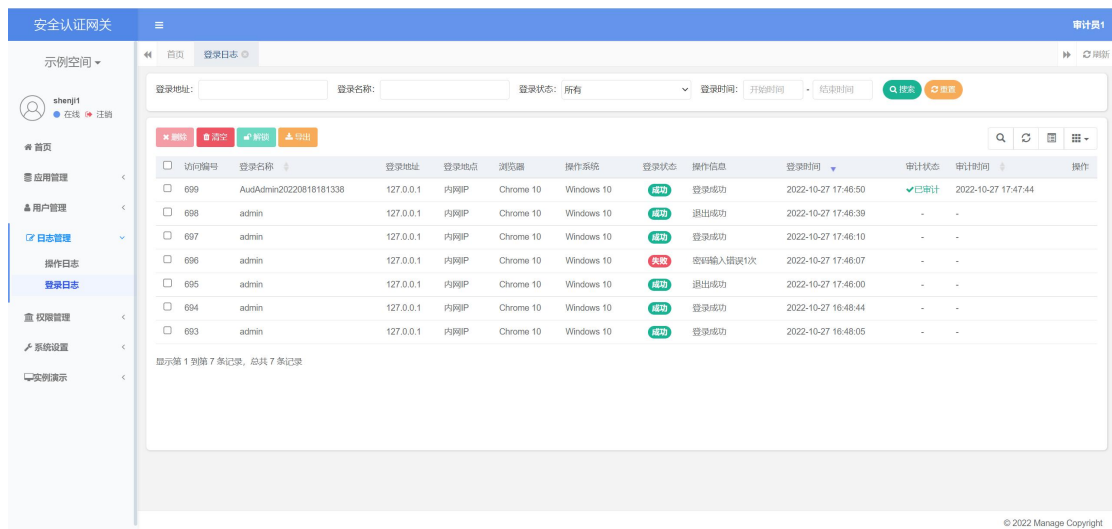 安全认证网关
审计员1
示例空间
首页 登录日志 刷新
登录地址: 登录名称: 登录状态: 所有 登录时间: 开始时间 - 结束时间 搜索 重置
shenji1
在线 注销
删除 清空 解锁 导出
首页
应用管理
用户管理
日志管理
操作日志
登录日志
权限管理
系统设置
实例演示
访问编号 登录名称 登录地址 登录地点 浏览器 操作系统 登录状态 操作信息 登录时间 审计状态 审计时间 操作
699 AudAdmin20220818181338 127.0.0.1 内网IP Chrome 10 Windows 10 成功 登录成功 2022-10-27 17:46:50 已审计 2022-10-27 17:47:44
698 admin 127.0.0.1 内网IP Chrome 10 Windows 10 成功 退出成功 2022-10-27 17:46:39 - -
697 admin 127.0.0.1 内网IP Chrome 10 Windows 10 成功 登录成功 2022-10-27 17:46:10 - -
696 admin 127.0.0.1 内网IP Chrome 10 Windows 10 失败 密码输入错误1次 2022-10-27 17:46:07 - -
695 admin 127.0.0.1 内网IP Chrome 10 Windows 10 成功 退出成功 2022-10-27 17:46:00 - -
694 admin 127.0.0.1 内网IP Chrome 10 Windows 10 成功 登录成功 2022-10-27 16:48:44 - -
693 admin 127.0.0.1 内网IP Chrome 10 Windows 10 成功 登录成功 2022-10-27 16:48:05 - -
显示第 1 到第 7 条记录，总共 7 条记录
© 2022 Manage Copyright